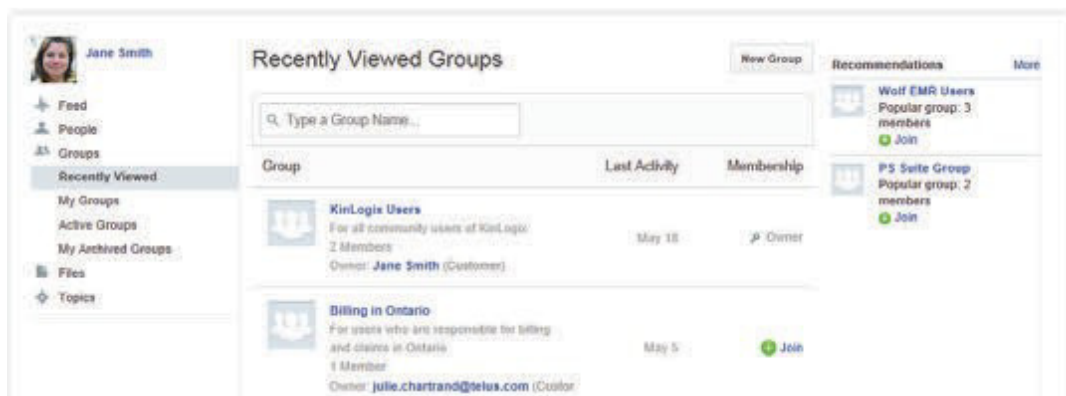 Jane Smith
Feed
People
Groups
Recently Viewed
My Groups
Active Groups
My Archived Groups
Files
Topics
Recently Viewed Groups
New Group
Type a Group Name...
Group Last Activity Membership
KinLogix Users
For all community users of KinLogix
2 Members
Owner: Jane Smith (Customer)
May 18
Owner
Billing in Ontario
For users who are responsible for billing
and claims in Ontario
1 Member
Owner: julie.chartrand@telus.com (Custor
May 5
Join
Recommendations More
Wolf EMR Users
Popular group: 3
members
Join
PS Suite Group
Popular group: 2
members
Join